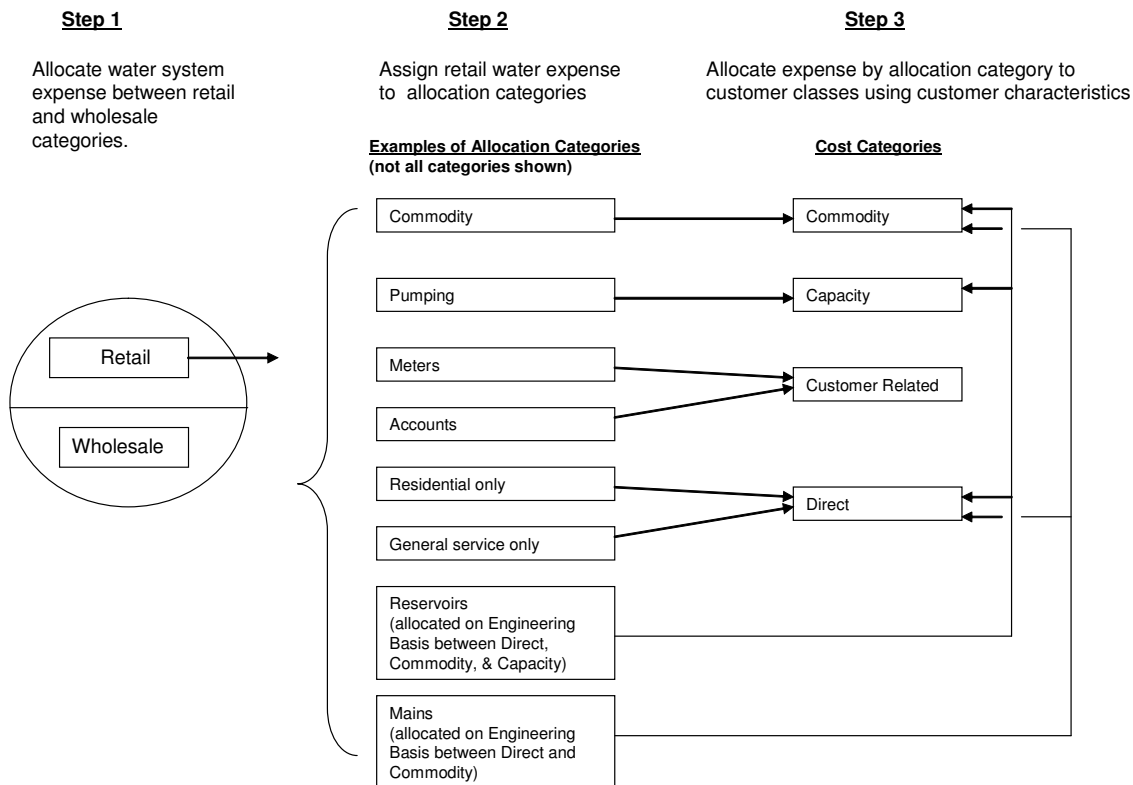 Step 1
Allocate water system
expense between retail
and wholesale
categories.
Step 2
Assign retail water expense
to allocation categories
Step 3
Allocate expense by allocation category to
customer classes using customer characteristics
Examples of Allocation Categories
(not all categories shown)
Cost Categories
Retail
Wholesale
Commodity
Pumping
Meters
Accounts
Residential only
General service only
Reservoirs
(allocated on Engineering
Basis between Direct,
Commodity, & Capacity)
Mains
(allocated on Engineering
Basis between Direct and
Commodity)
Commodity
Capacity
Customer Related
Direct